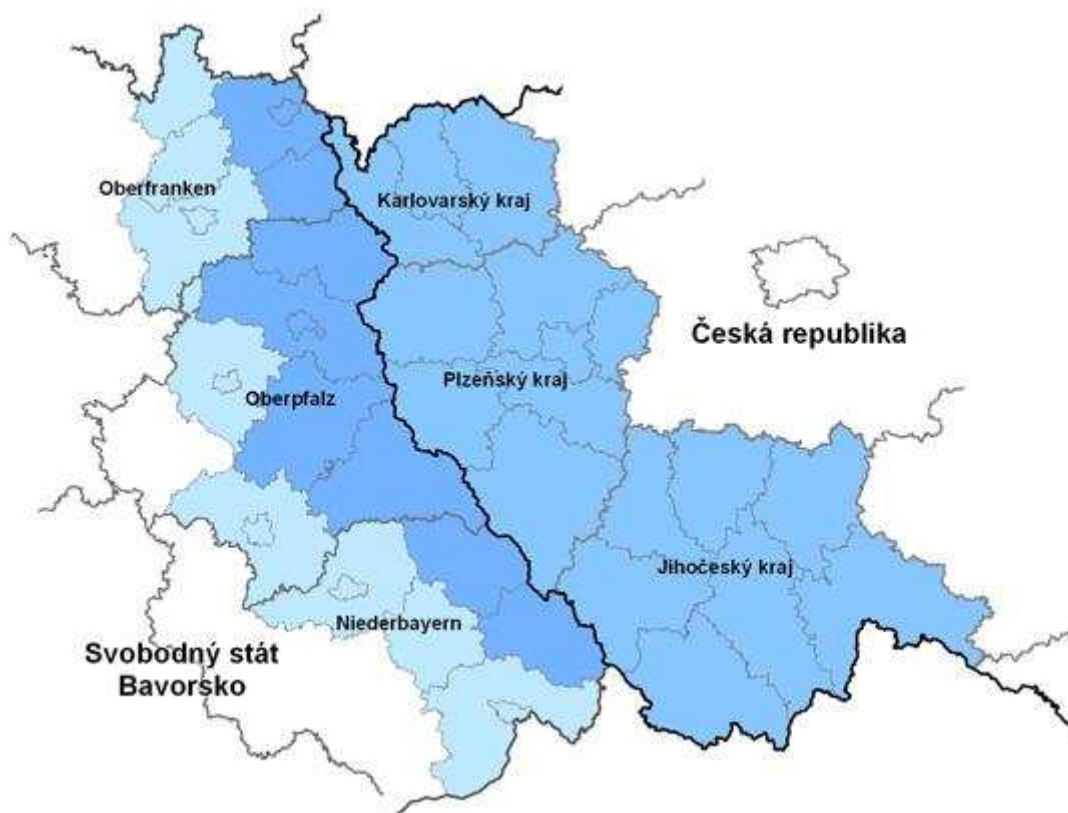 Oberfranken
Karlovarský kraj
Česká republika
Plzeňský kraj
Oberpfalz
Jihočeský kraj
Niederbayern
Svobodný stát
Bavorsko